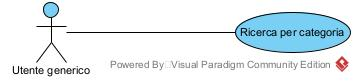 Ricerca per categoria
Powered By Visual Paradigm Community Edition
Utente generico